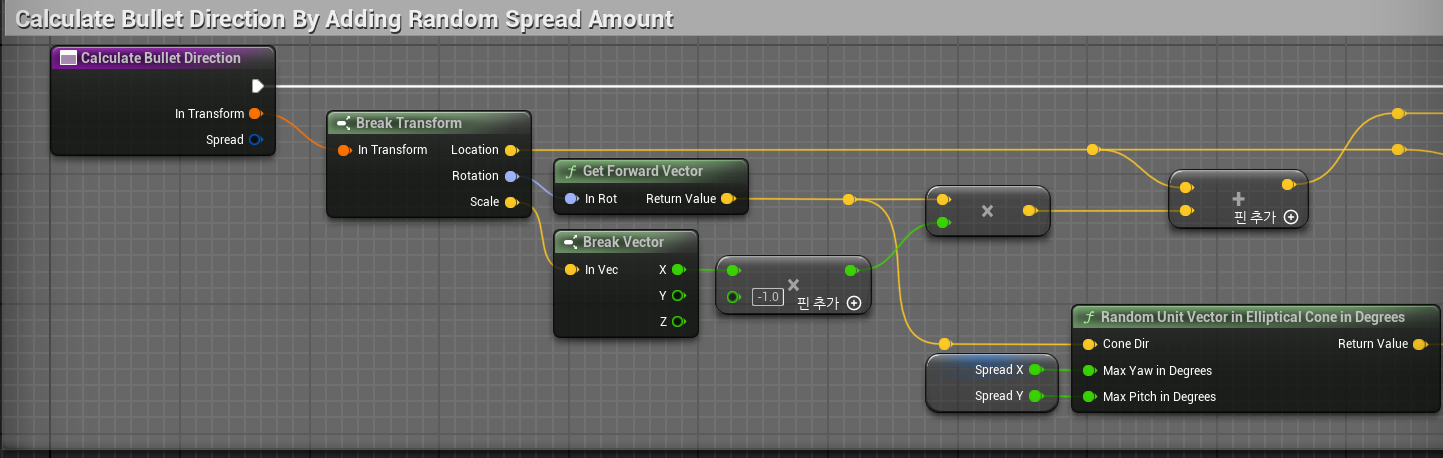 Calculate Bullet Direction By Adding Random Spread Amount
Calculate Bullet Direction
In Transform
Spread
Break Transform
In Transform
Location
Rotation
Scale
f Get Forward Vector
In Rot
Return Value
Break Vector
In Vec
X
Y
Z
×
-1.0
핀 추가
×
+
핀 추가
Spread X
Spread Y
f Random Unit Vector in Elliptical Cone in Degrees
Cone Dir
Return Value
Max Yaw in Degrees
Max Pitch in Degrees